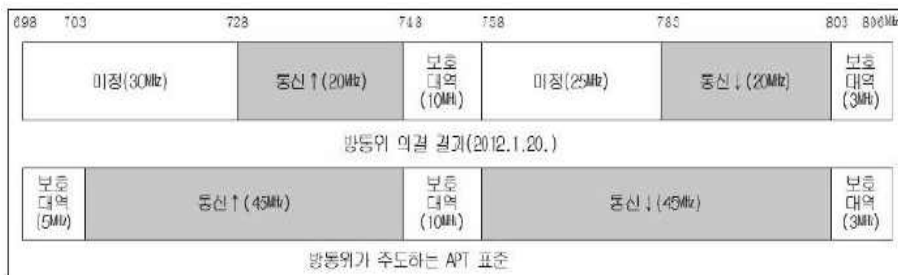 698 703 728 748 758 783 803 806MHz
미정(30MHz) 통신↑(20MHz) 보호대역(10MHz) 미정(25MHz) 통신↓(20MHz) 보호대역(3MHz)
방통위 의결 결과(2012.1.20.)
보호대역(5MHz) 통신↑(45MHz) 보호대역(10MHz) 통신↓(45MHz) 보호대역(3MHz)
방통위가 주도하는 APT 표준